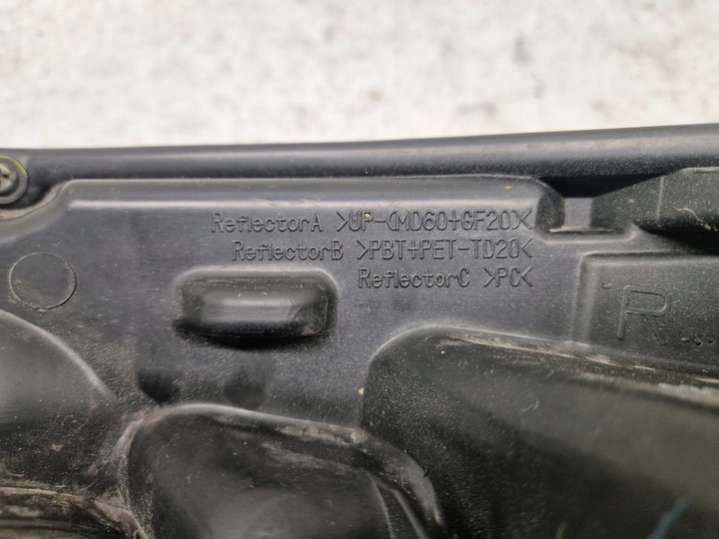 ReflectorA >UP-(MD60+GF20)<
ReflectorB >PBT+PET-TD20<
ReflectorC >PC<
R